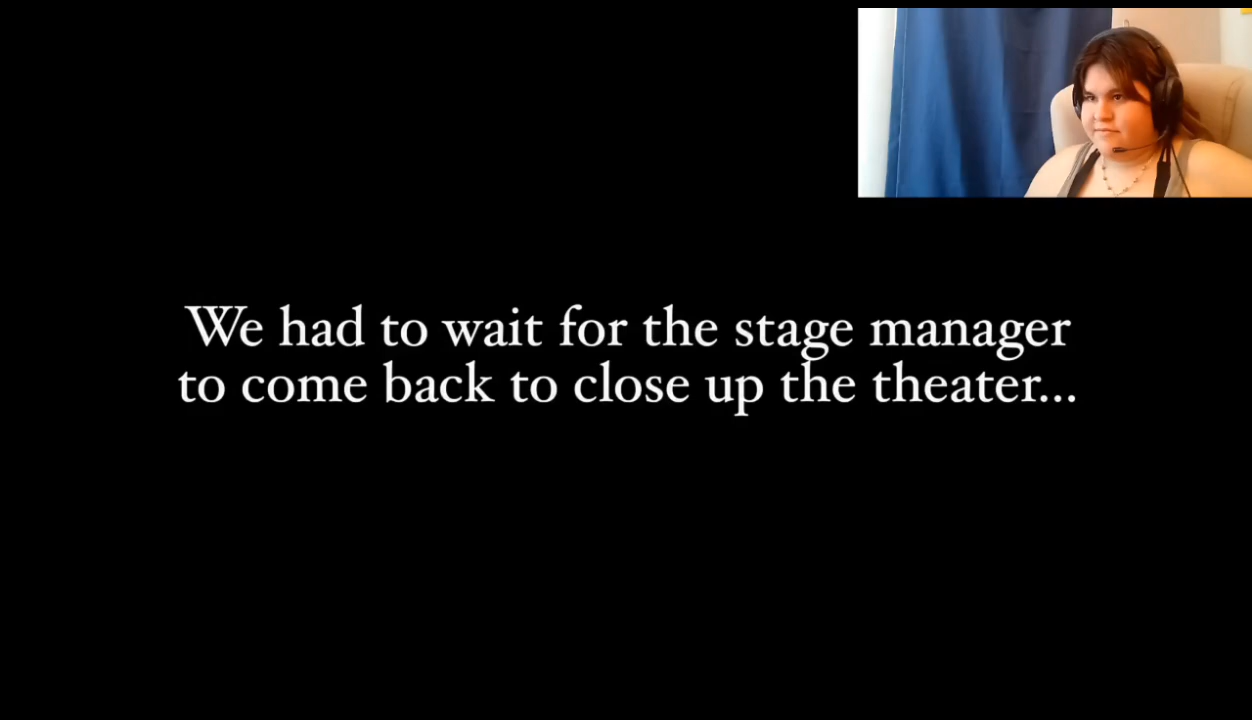 We had to wait for the stage manager
to come back to close up the theater...